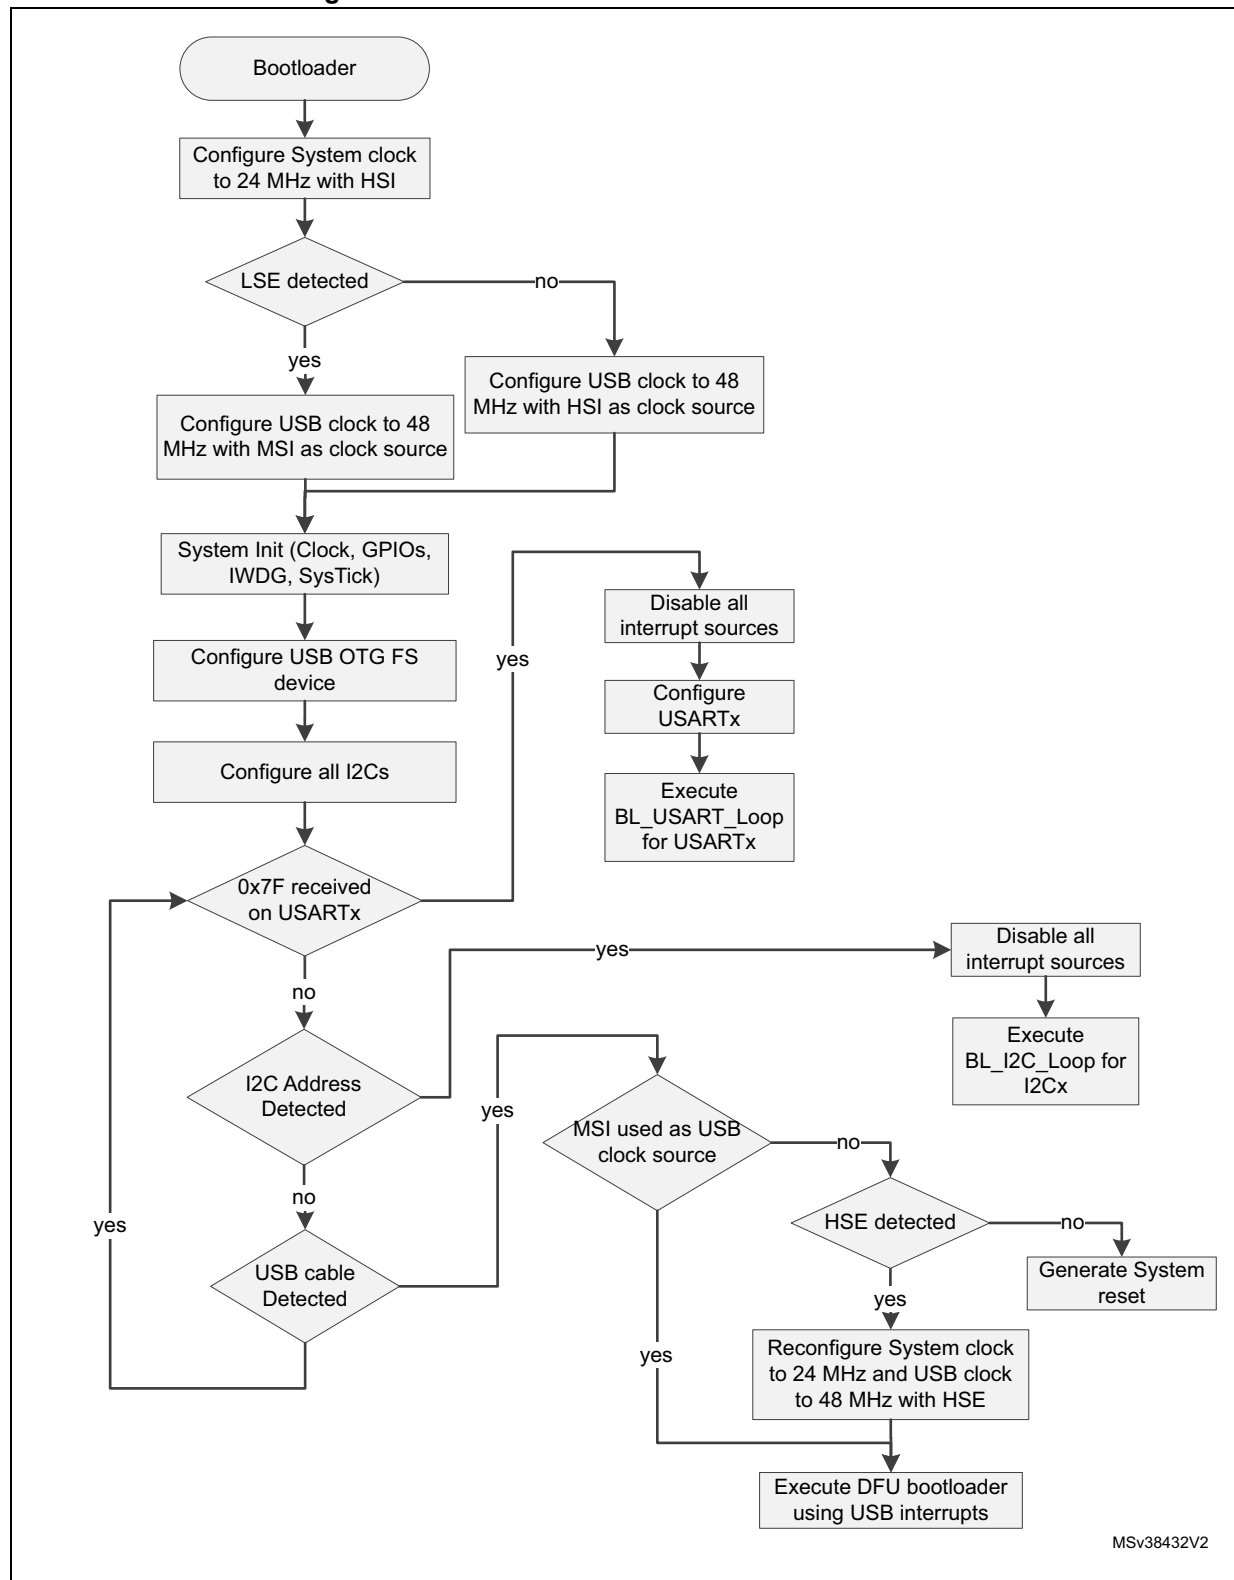 Bootloader
Configure System clock
to 24 MHz with HSI
LSE detected
no
yes
Configure USB clock to 48
MHz with HSI as clock source
Configure USB clock to 48
MHz with MSI as clock source
System Init (Clock, GPIOs,
IWDG, SysTick)
Disable all
interrupt sources
yes
Configure USB OTG FS
device
Configure
USARTx
Configure all I2Cs
Execute
BL_USART_Loop
for USARTx
0x7F received
on USARTx
Disable all
interrupt sources
yes
no
Execute
BL_I2C_Loop for
I2Cx
I2C Address
Detected
yes
MSI used as USB
clock source
no
no
yes
HSE detected
no
USB cable
Detected
Generate System
reset
yes
yes
Reconfigure System clock
to 24 MHz and USB clock
to 48 MHz with HSE
Execute DFU bootloader
using USB interrupts
MSv38432V2